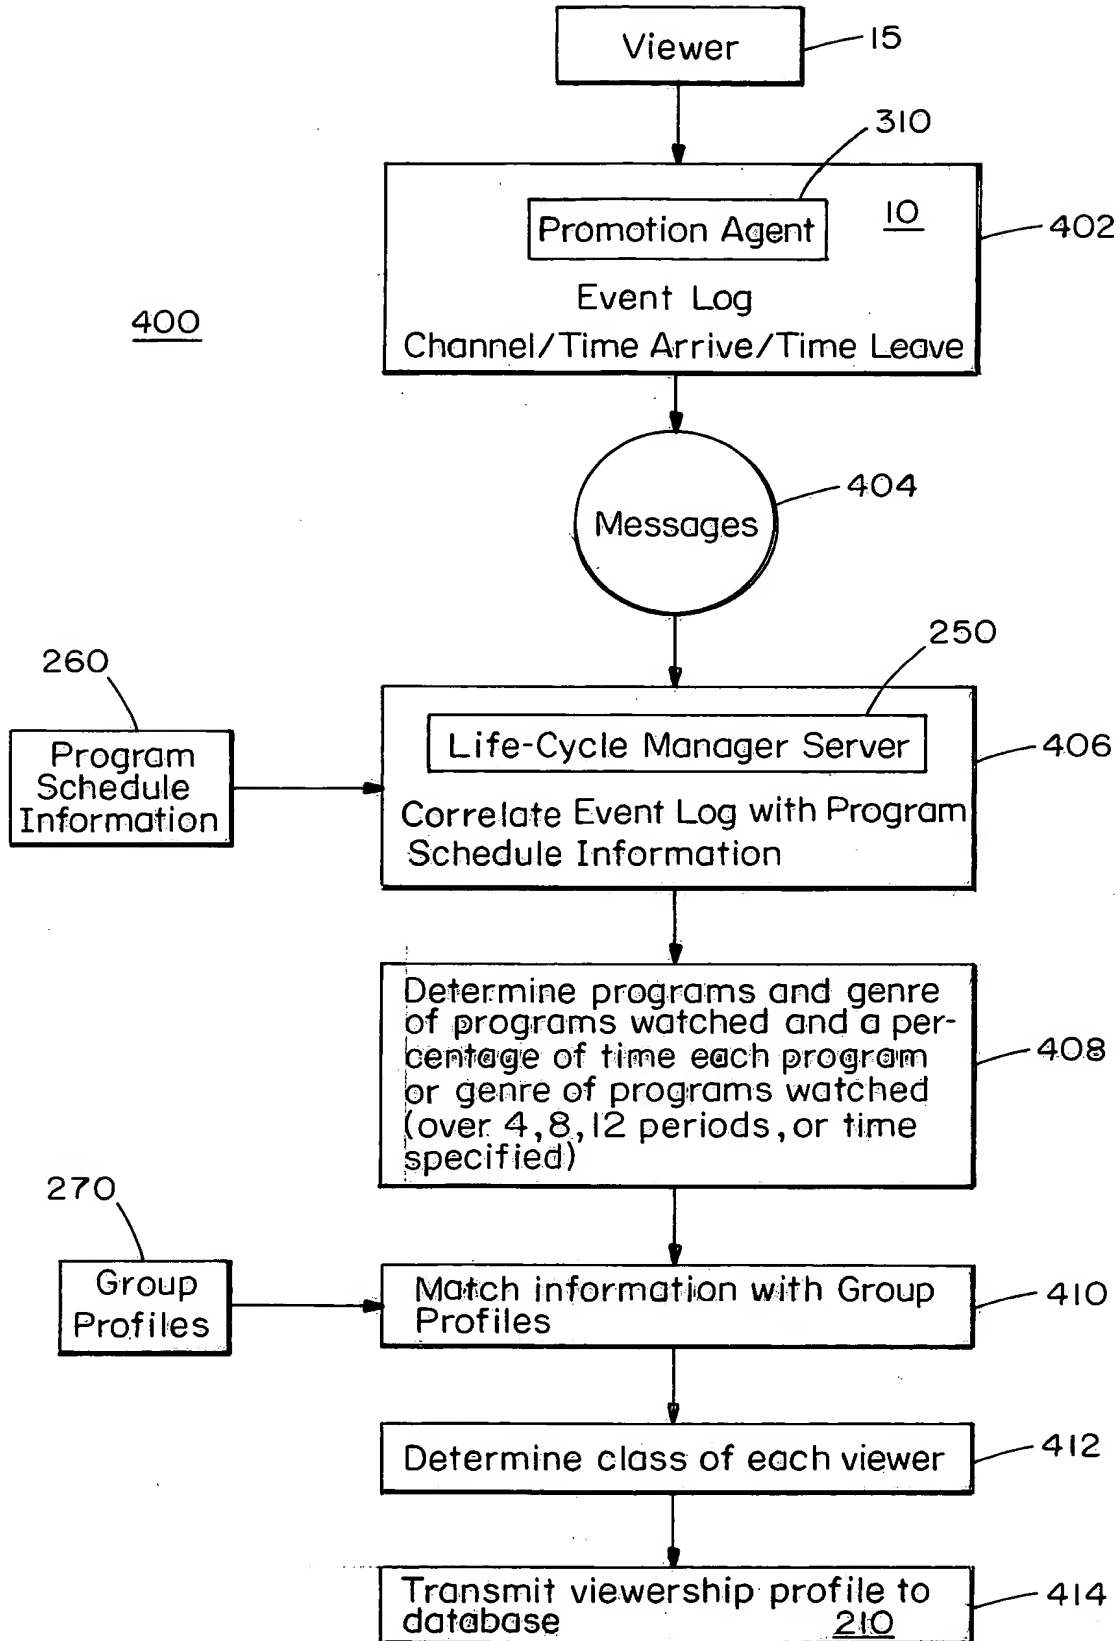 Viewer
15
310
Promotion Agent
10
402
Event Log
400
Channel/Time Arrive/Time Leave
Messages
404
250
260
Life-Cycle Manager Server
406
Program
Schedule
Information
Correlate Event Log with Program
Schedule Information
Determine programs and genre
of programs watched and a per-
centage of time each program
or genre of programs watched
(over 4,8,12 periods, or time
specified)
408
270
Group
Profiles
Match information with Group
Profiles
410
Determine class of each viewer
412
Transmit viewership profile to
database
210
414